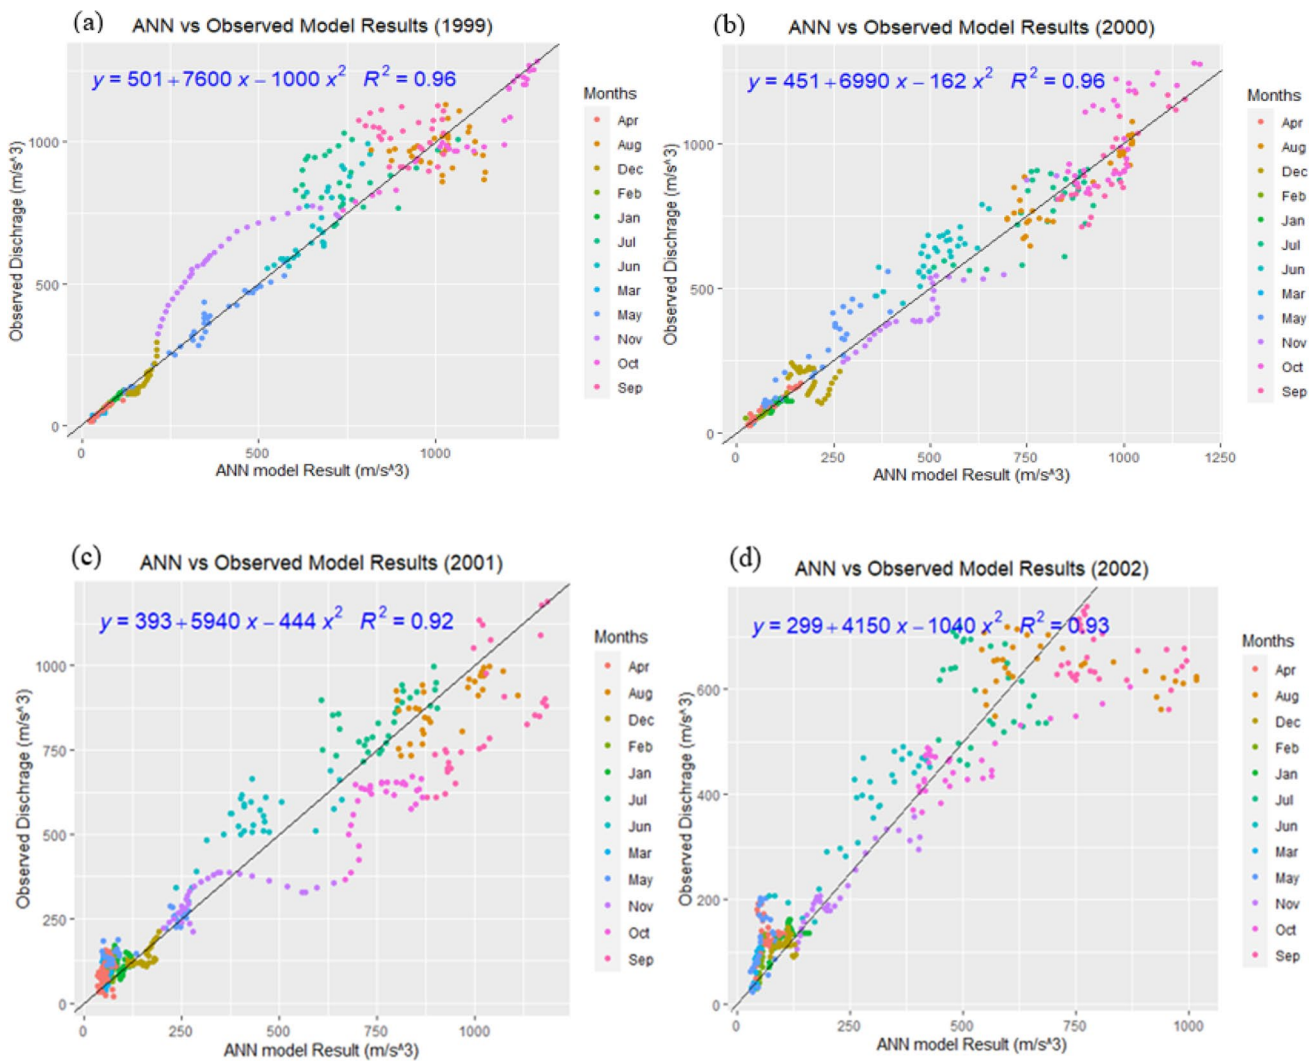 (a)
ANN vs Observed Model Results (1999)
y = 501+7600 x − 1000 x² R² = 0.96
Observed Dischrage (m/s^3)
1000
500
0
0 500 1000
ANN model Result (m/s^3)
Months
Apr
Aug
Dec
Feb
Jan
Jul
Jun
Mar
May
Nov
Oct
Sep
(b)
ANN vs Observed Model Results (2000)
y = 451+6990 x − 162 x² R² = 0.96
Observed Dischrage (m/s^3)
1000
500
0
0 250 500 750 1000 1250
ANN model Result (m/s^3)
Months
Apr
Aug
Dec
Feb
Jan
Jul
Jun
Mar
May
Nov
Oct
Sep
(c)
ANN vs Observed Model Results (2001)
y = 393+5940 x − 444 x² R² = 0.92
Observed Dischrage (m/s^3)
1000
750
500
250
0
0 250 500 750 1000
ANN model Result (m/s^3)
Months
Apr
Aug
Dec
Feb
Jan
Jul
Jun
Mar
May
Nov
Oct
Sep
(d)
ANN vs Observed Model Results (2002)
y = 299+4150 x − 1040 x² R² = 0.93
Observed Dischrage (m/s^3)
600
400
200
0
0 250 500 750 1000
ANN model Result (m/s^3)
Months
Apr
Aug
Dec
Feb
Jan
Jul
Jun
Mar
May
Nov
Oct
Sep